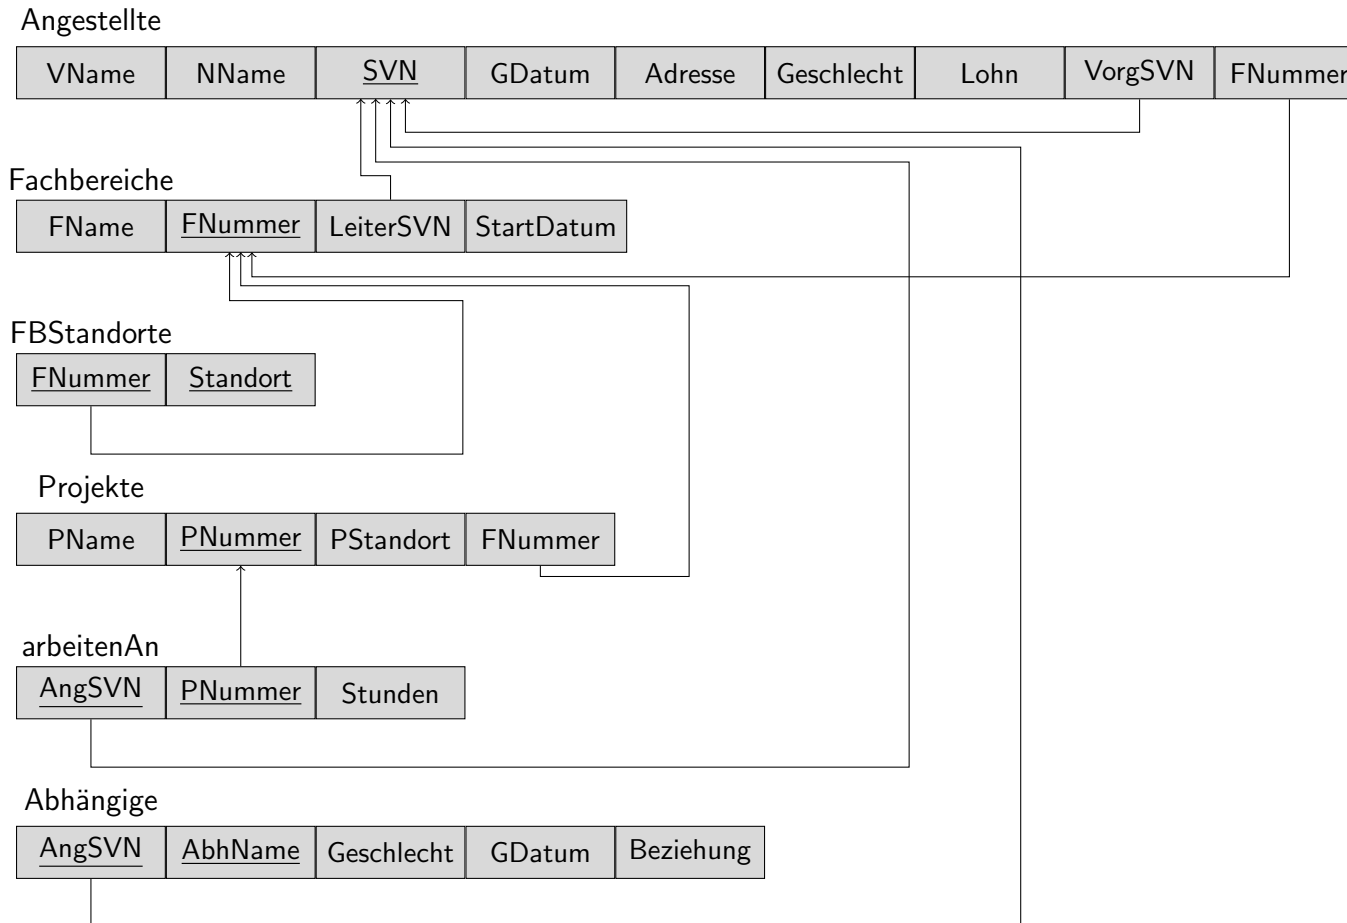 Angestellte
VName NName SVN GDatum Adresse Geschlecht Lohn VorgSVN FNummer
Fachbereiche
FName FNummer LeiterSVN StartDatum
FBStandorte
FNummer Standort
Projekte
PName PNummer PStandort FNummer
arbeitenAn
AngSVN PNummer Stunden
Abhängige
AngSVN AbhName Geschlecht GDatum Beziehung